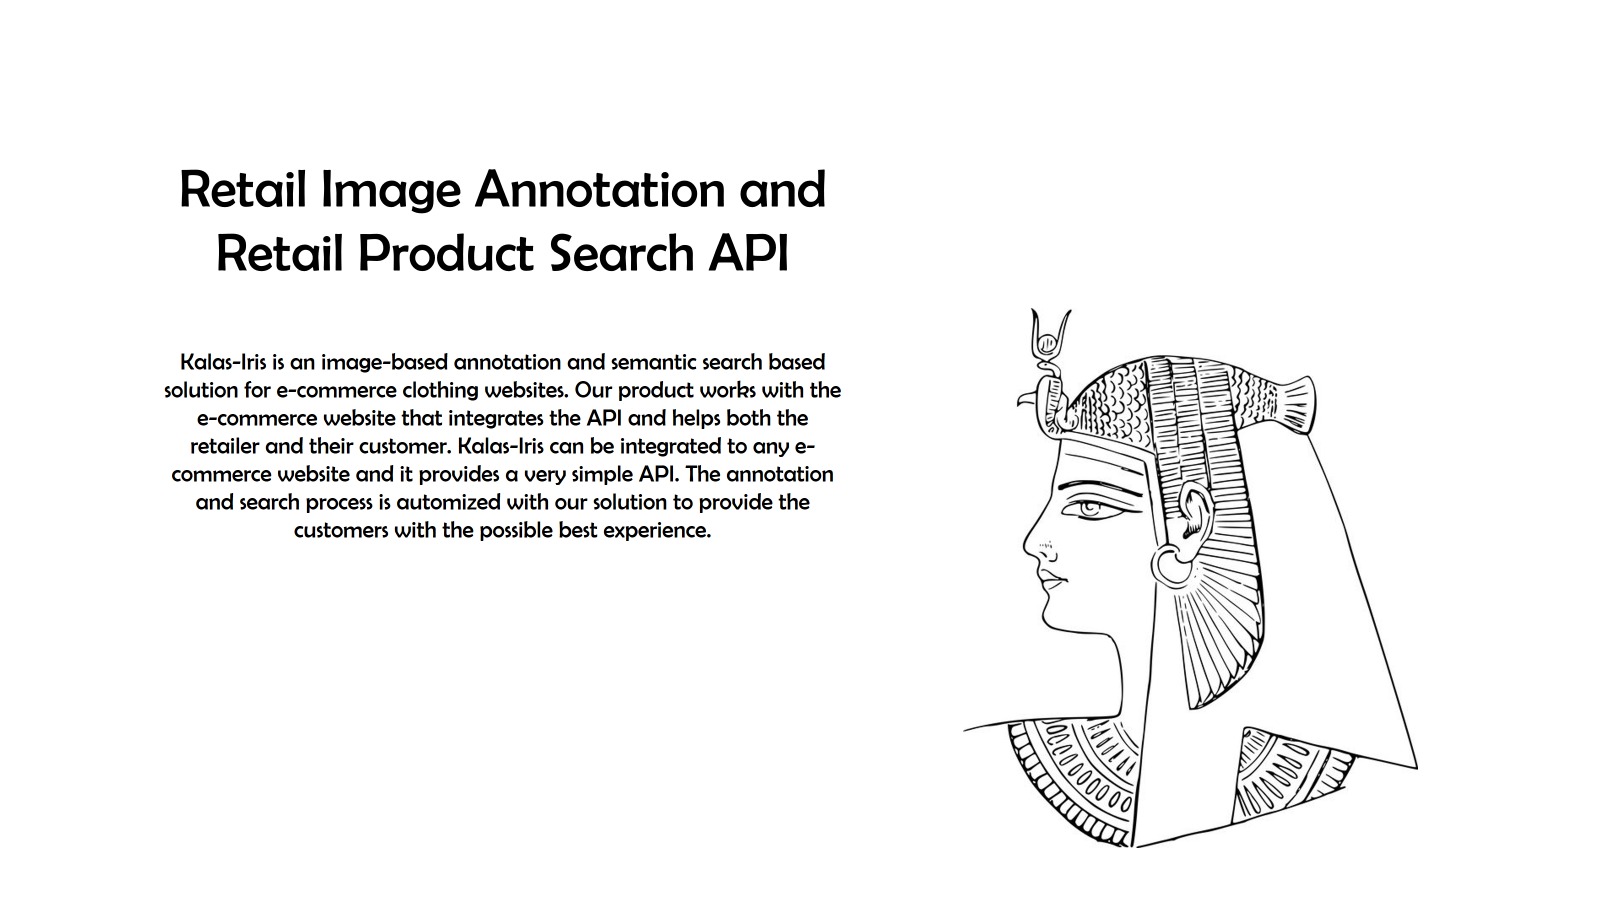 Retail Image Annotation and
Retail Product Search API
Kalas-Iris is an image-based annotation and semantic search based
solution for e-commerce clothing websites. Our product works with the
e-commerce website that integrates the API and helps both the
retailer and their customer. Kalas-Iris can be integrated to any e-
commerce website and it provides a very simple API. The annotation
and search process is automized with our solution to provide the
customers with the possible best experience.